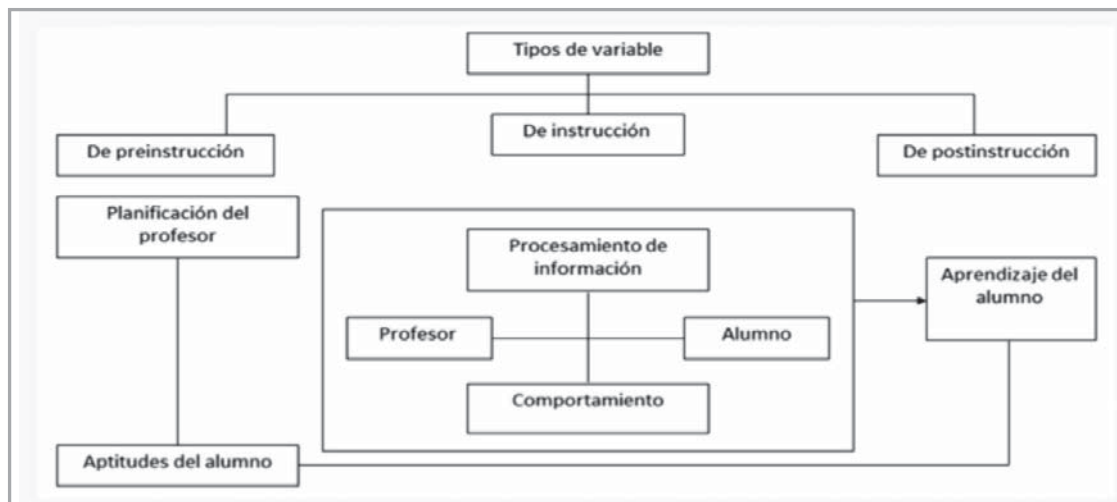 Tipos de variable
De preinstrucción
De instrucción
De postinstrucción
Planificación del
profesor
Procesamiento de
información
Profesor
Alumno
Comportamiento
Aprendizaje del
alumno
Aptitudes del alumno